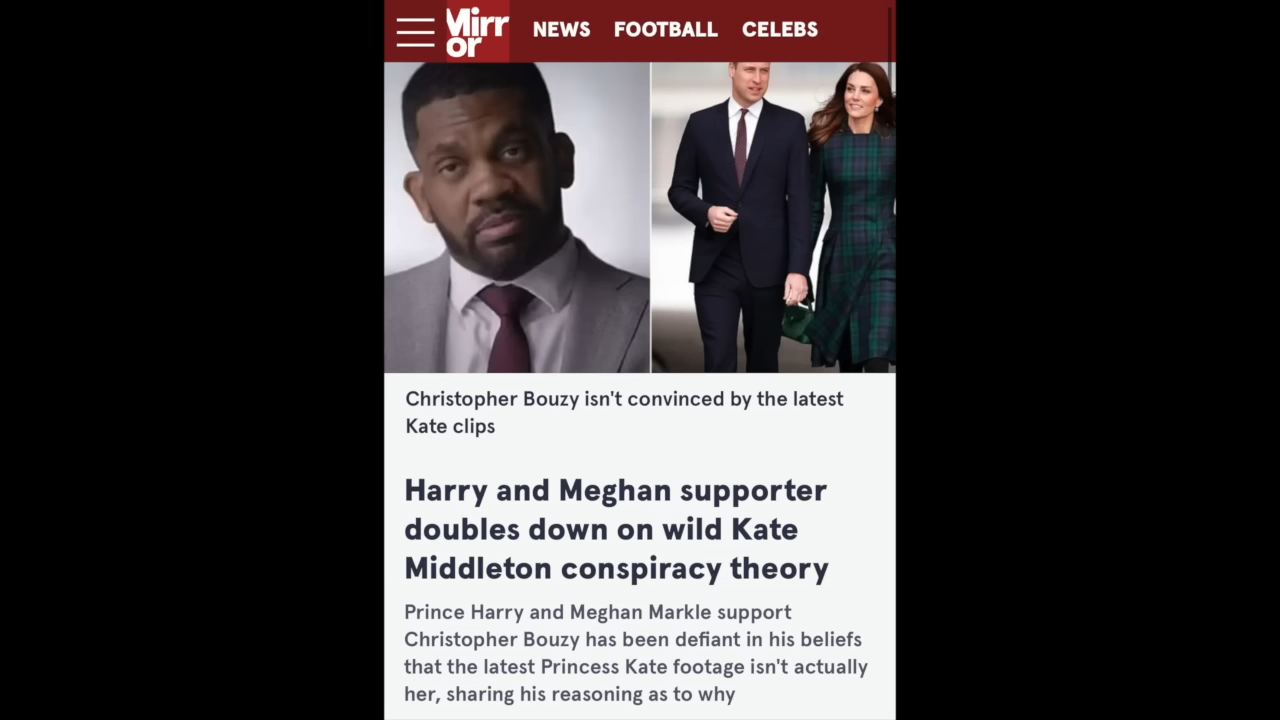 Mirr
or
NEWS FOOTBALL CELEBS
Christopher Bouzy isn't convinced by the latest
Kate clips
Harry and Meghan supporter
doubles down on wild Kate
Middleton conspiracy theory
Prince Harry and Meghan Markle support
Christopher Bouzy has been defiant in his beliefs
that the latest Princess Kate footage isn't actually
her, sharing his reasoning as to why